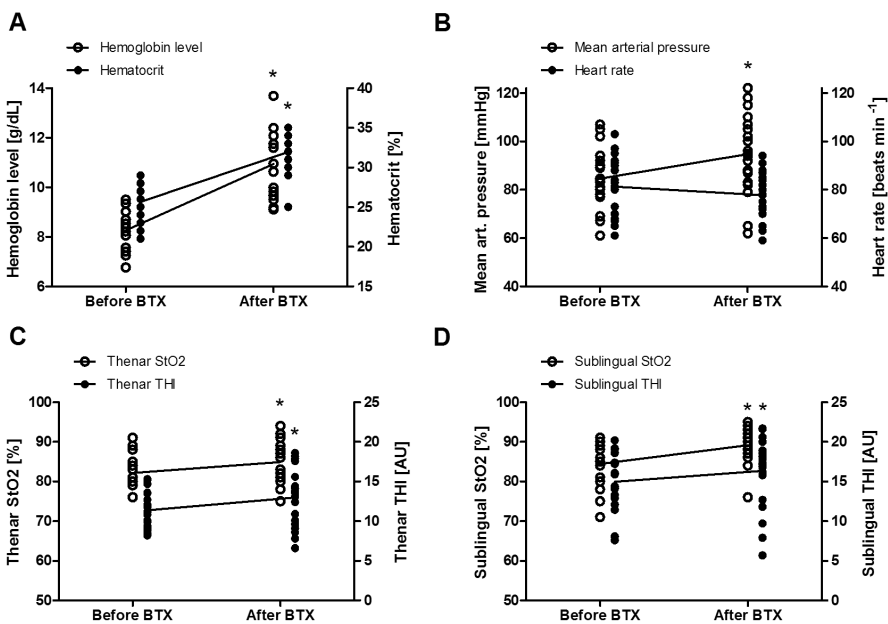 A
Hemoglobin level
Hematocrit
* *
14 12 10 8 6
Hemoglobin level [g/dL]
40 35 30 25 20 15
Hematocrit [%]
Before BTX After BTX
B
Mean arterial pressure
Heart rate
*
120 100 80 60 40
Mean art. pressure [mmHg]
120 100 80 60 40
Heart rate [beats min -1]
Before BTX After BTX
C
Thenar StO2
Thenar THI
* *
100 90 80 70 60 50
Thenar StO2 [%]
25 20 15 10 5 0
Thenar THI [AU]
Before BTX After BTX
D
Sublingual StO2
Sublingual THI
* *
100 90 80 70 60 50
Sublingual StO2 [%]
25 20 15 10 5 0
Sublingual THI [AU]
Before BTX After BTX